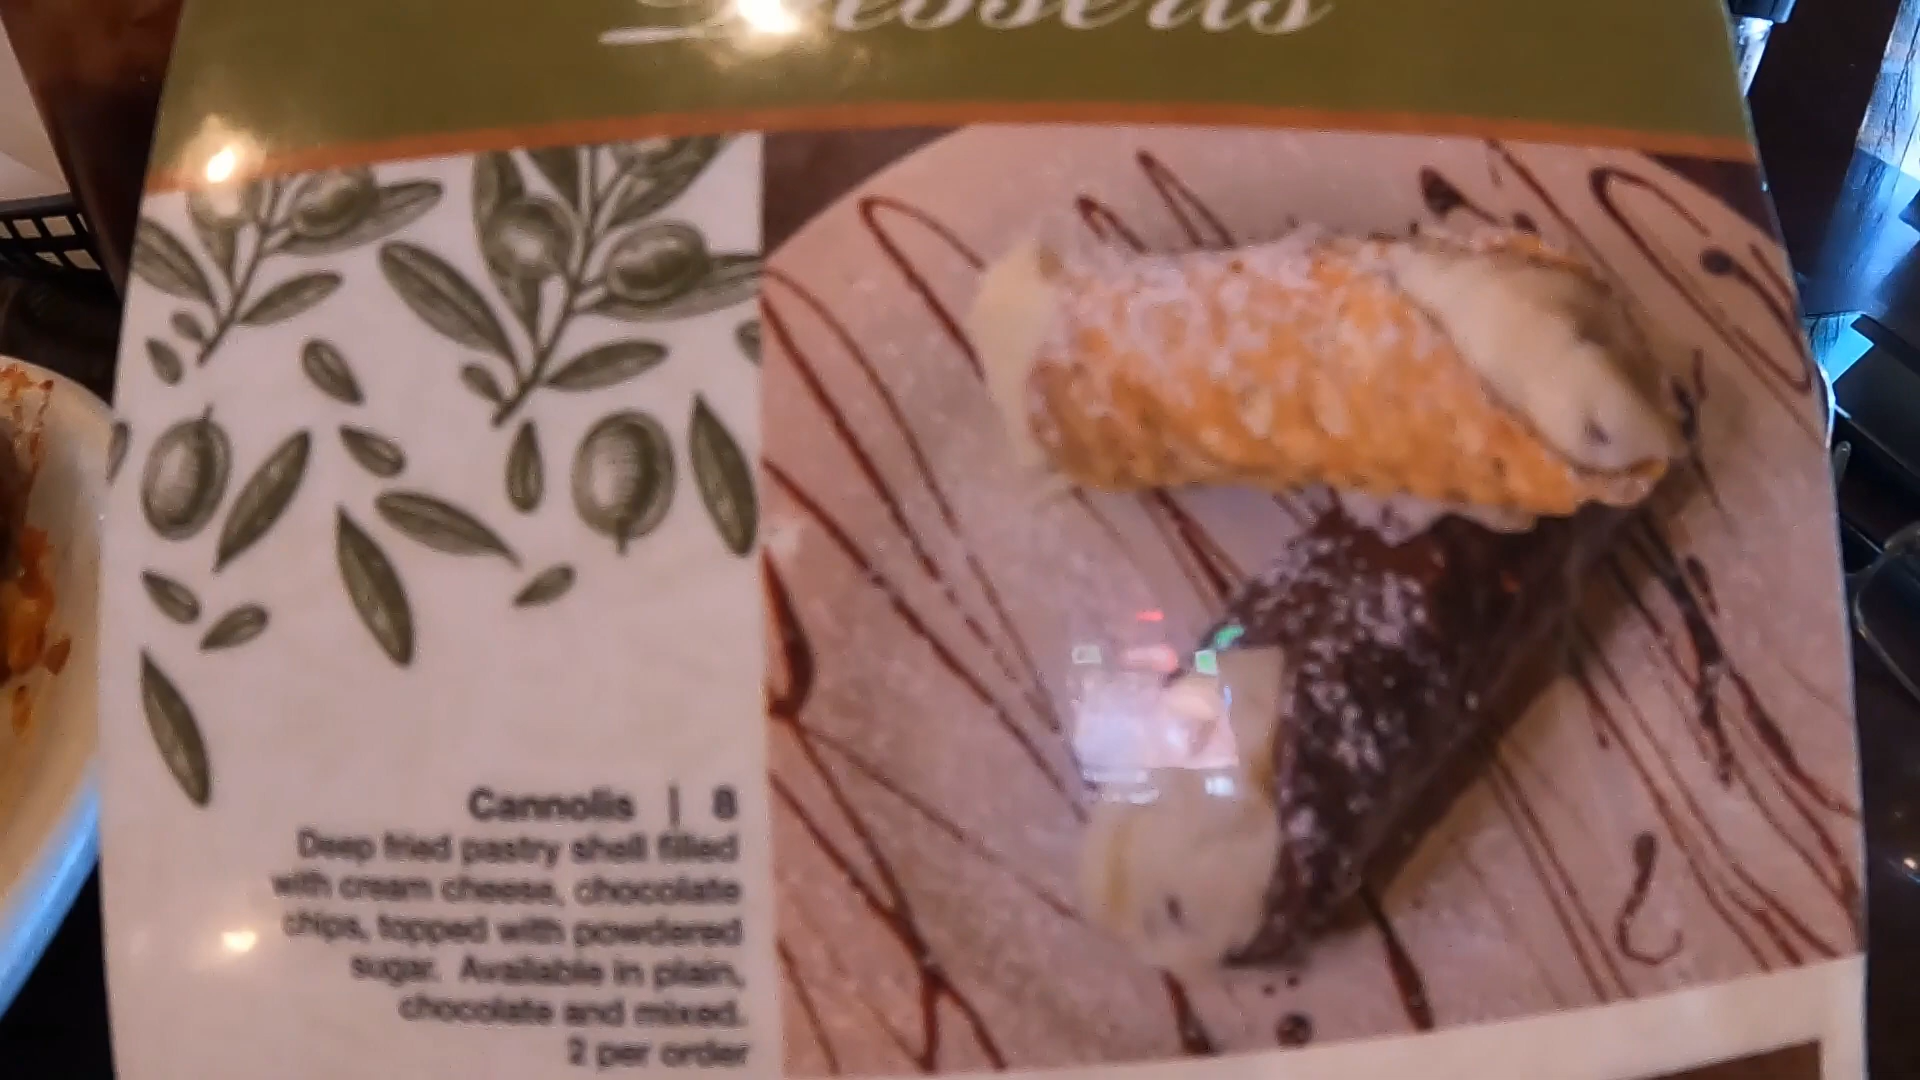 Desserts
Cannolis | 8
Deep fried pastry shell filled
with cream cheese, chocolate
chips, topped with powdered
sugar. Available in plain,
chocolate and mixed.
2 per order